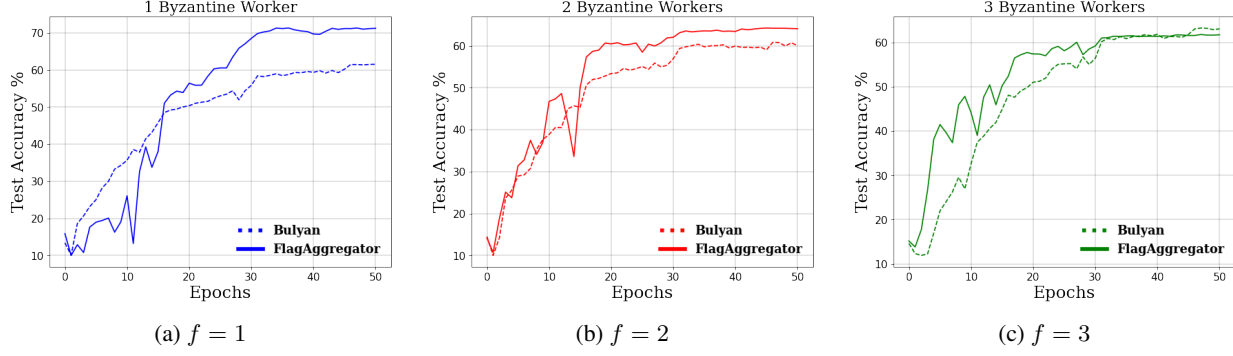 1 Byzantine Worker
Test Accuracy %
70
60
50
40
30
20
10
0
10
20
30
40
50
Epochs
Bulyan
FlagAggregator
(a) f = 1
2 Byzantine Workers
Test Accuracy %
60
50
40
30
20
10
0
10
20
30
40
50
Epochs
Bulyan
FlagAggregator
(b) f = 2
3 Byzantine Workers
Test Accuracy %
60
50
40
30
20
10
0
10
20
30
40
50
Epochs
Bulyan
FlagAggregator
(c) f = 3